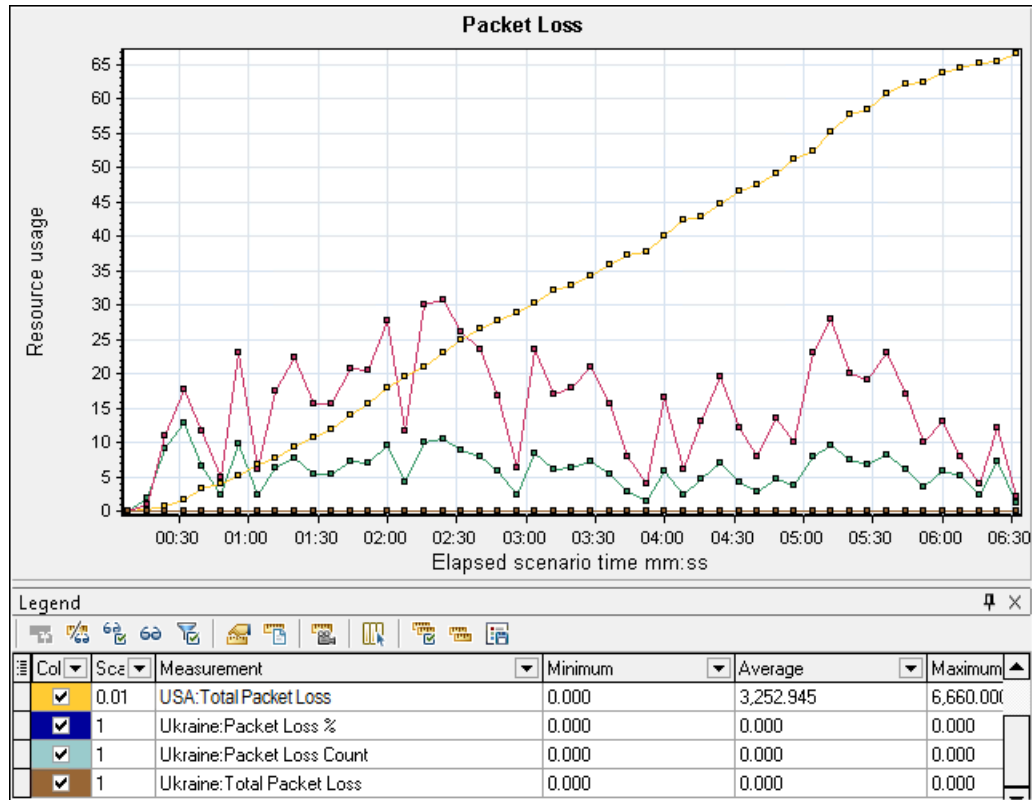 Packet Loss
65
60
55
50
45
40
35
30
25
20
15
10
5
0
Resource usage
00:30 01:00 01:30 02:00 02:30 03:00 03:30 04:00 04:30 05:00 05:30 06:00 06:30
Elapsed scenario time mm:ss
Legend
Col Sca Measurement Minimum Average Maximum
0.01 USA:Total Packet Loss 0.000 3,252.945 6,660.000
1 Ukraine:Packet Loss % 0.000 0.000 0.000
1 Ukraine:Packet Loss Count 0.000 0.000 0.000
1 Ukraine:Total Packet Loss 0.000 0.000 0.000